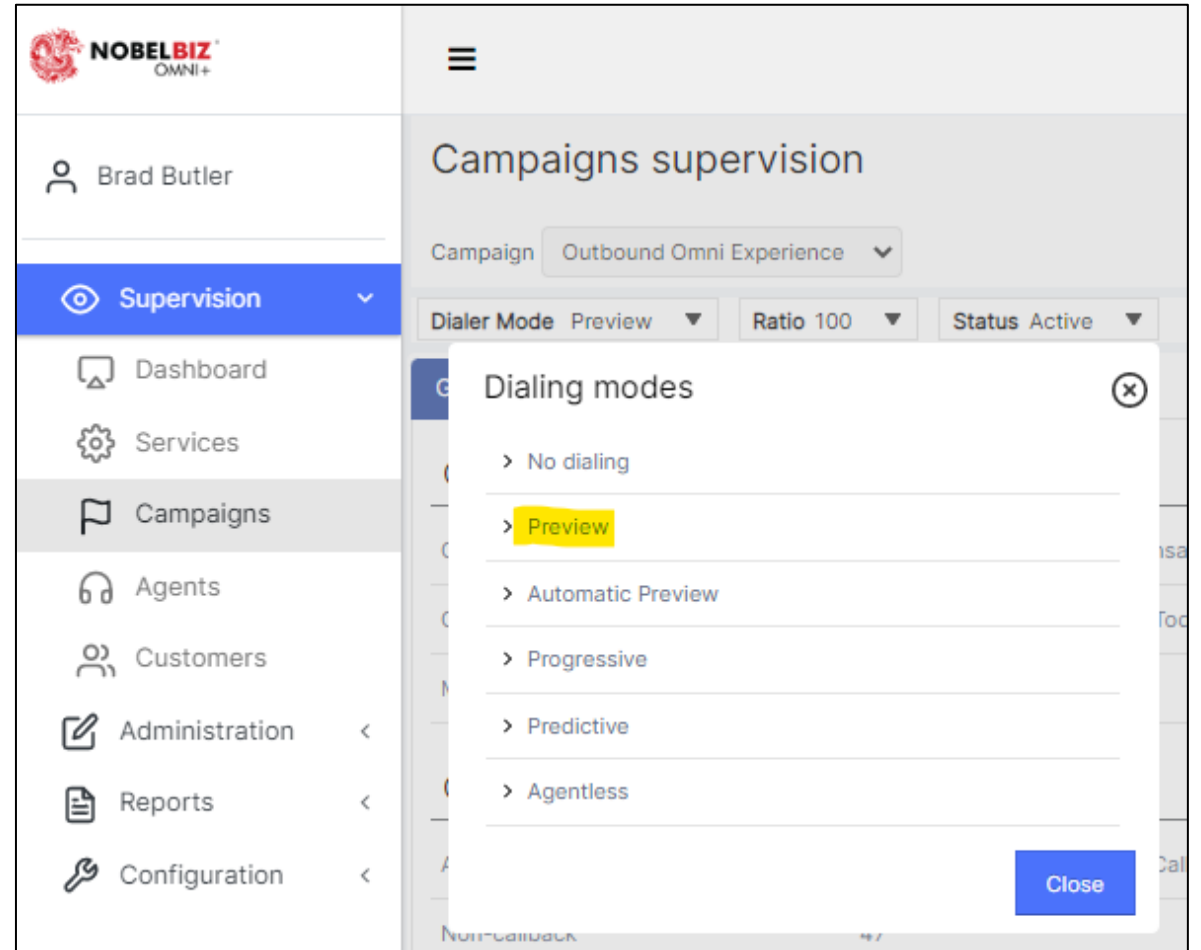 NOBELBIZ
OMNI+
Brad Butler
Supervision
Dashboard
Services
Campaigns
Agents
Customers
Administration
Reports
Configuration
Campaigns supervision
Campaign Outbound Omni Experience
Dialer Mode Preview Ratio 100 Status Active
Dialing modes
No dialing
Preview
Automatic Preview
Progressive
Predictive
Agentless
Close
Non-callback 47